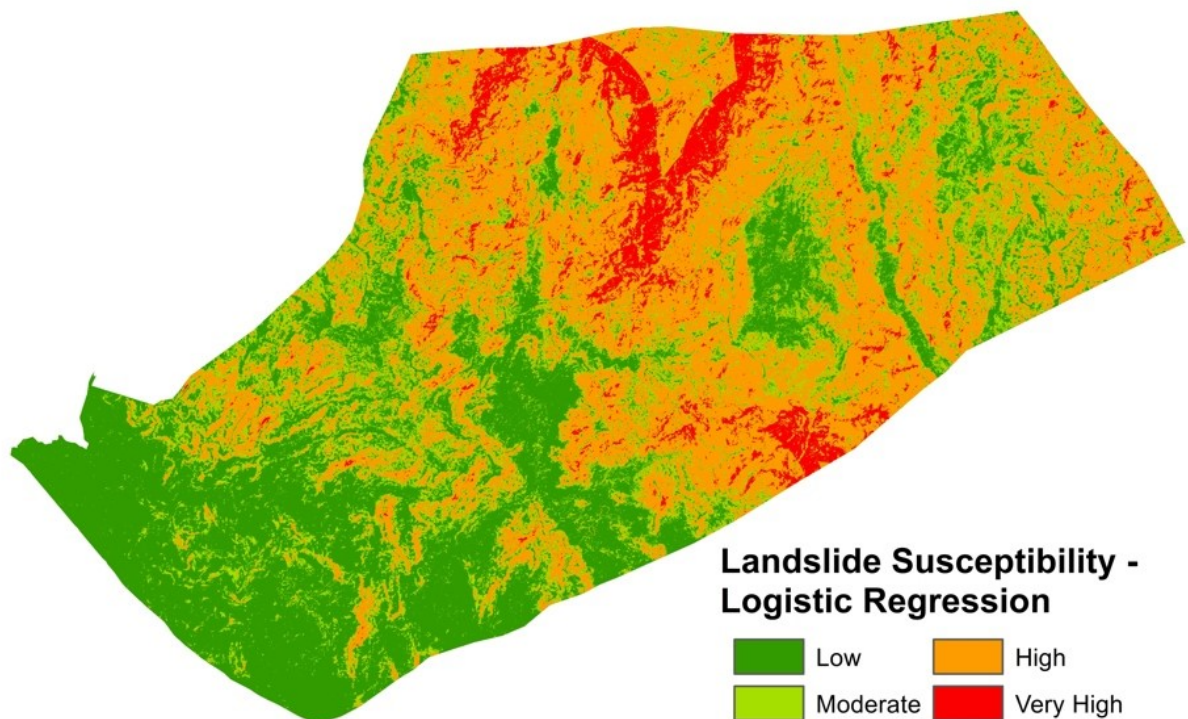 Landslide Susceptibility -
Logistic Regression
Low
High
Moderate
Very High